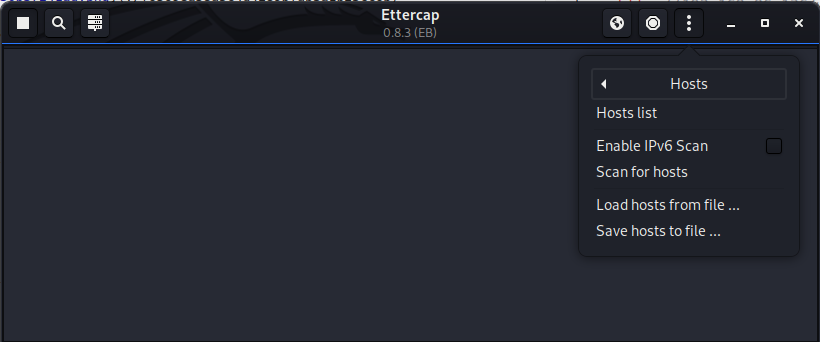 Ettercap
0.8.3 (EB)
Hosts
Hosts list
Enable IPv6 Scan
Scan for hosts
Load hosts from file ...
Save hosts to file ...